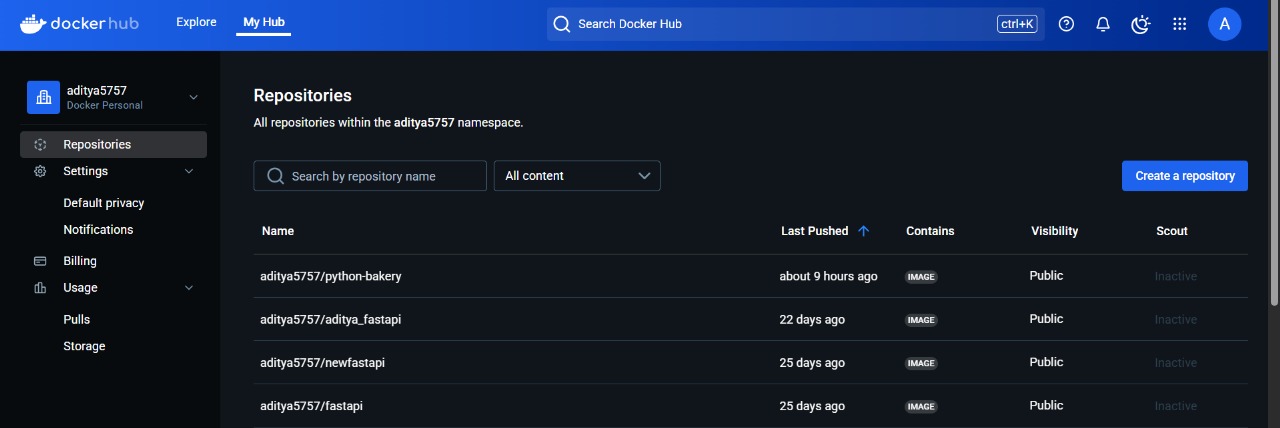 dockerhub Explore My Hub Search Docker Hub ctrl+K A
aditya5757
Docker Personal
Repositories
Settings
Default privacy
Notifications
Billing
Usage
Pulls
Storage
Repositories
All repositories within the aditya5757 namespace.
Search by repository name All content Create a repository
Name Last Pushed Contains Visibility Scout
aditya5757/python-bakery about 9 hours ago IMAGE Public Inactive
aditya5757/aditya_fastapi 22 days ago IMAGE Public Inactive
aditya5757/newfastapi 25 days ago IMAGE Public Inactive
aditya5757/fastapi 25 days ago IMAGE Public Inactive